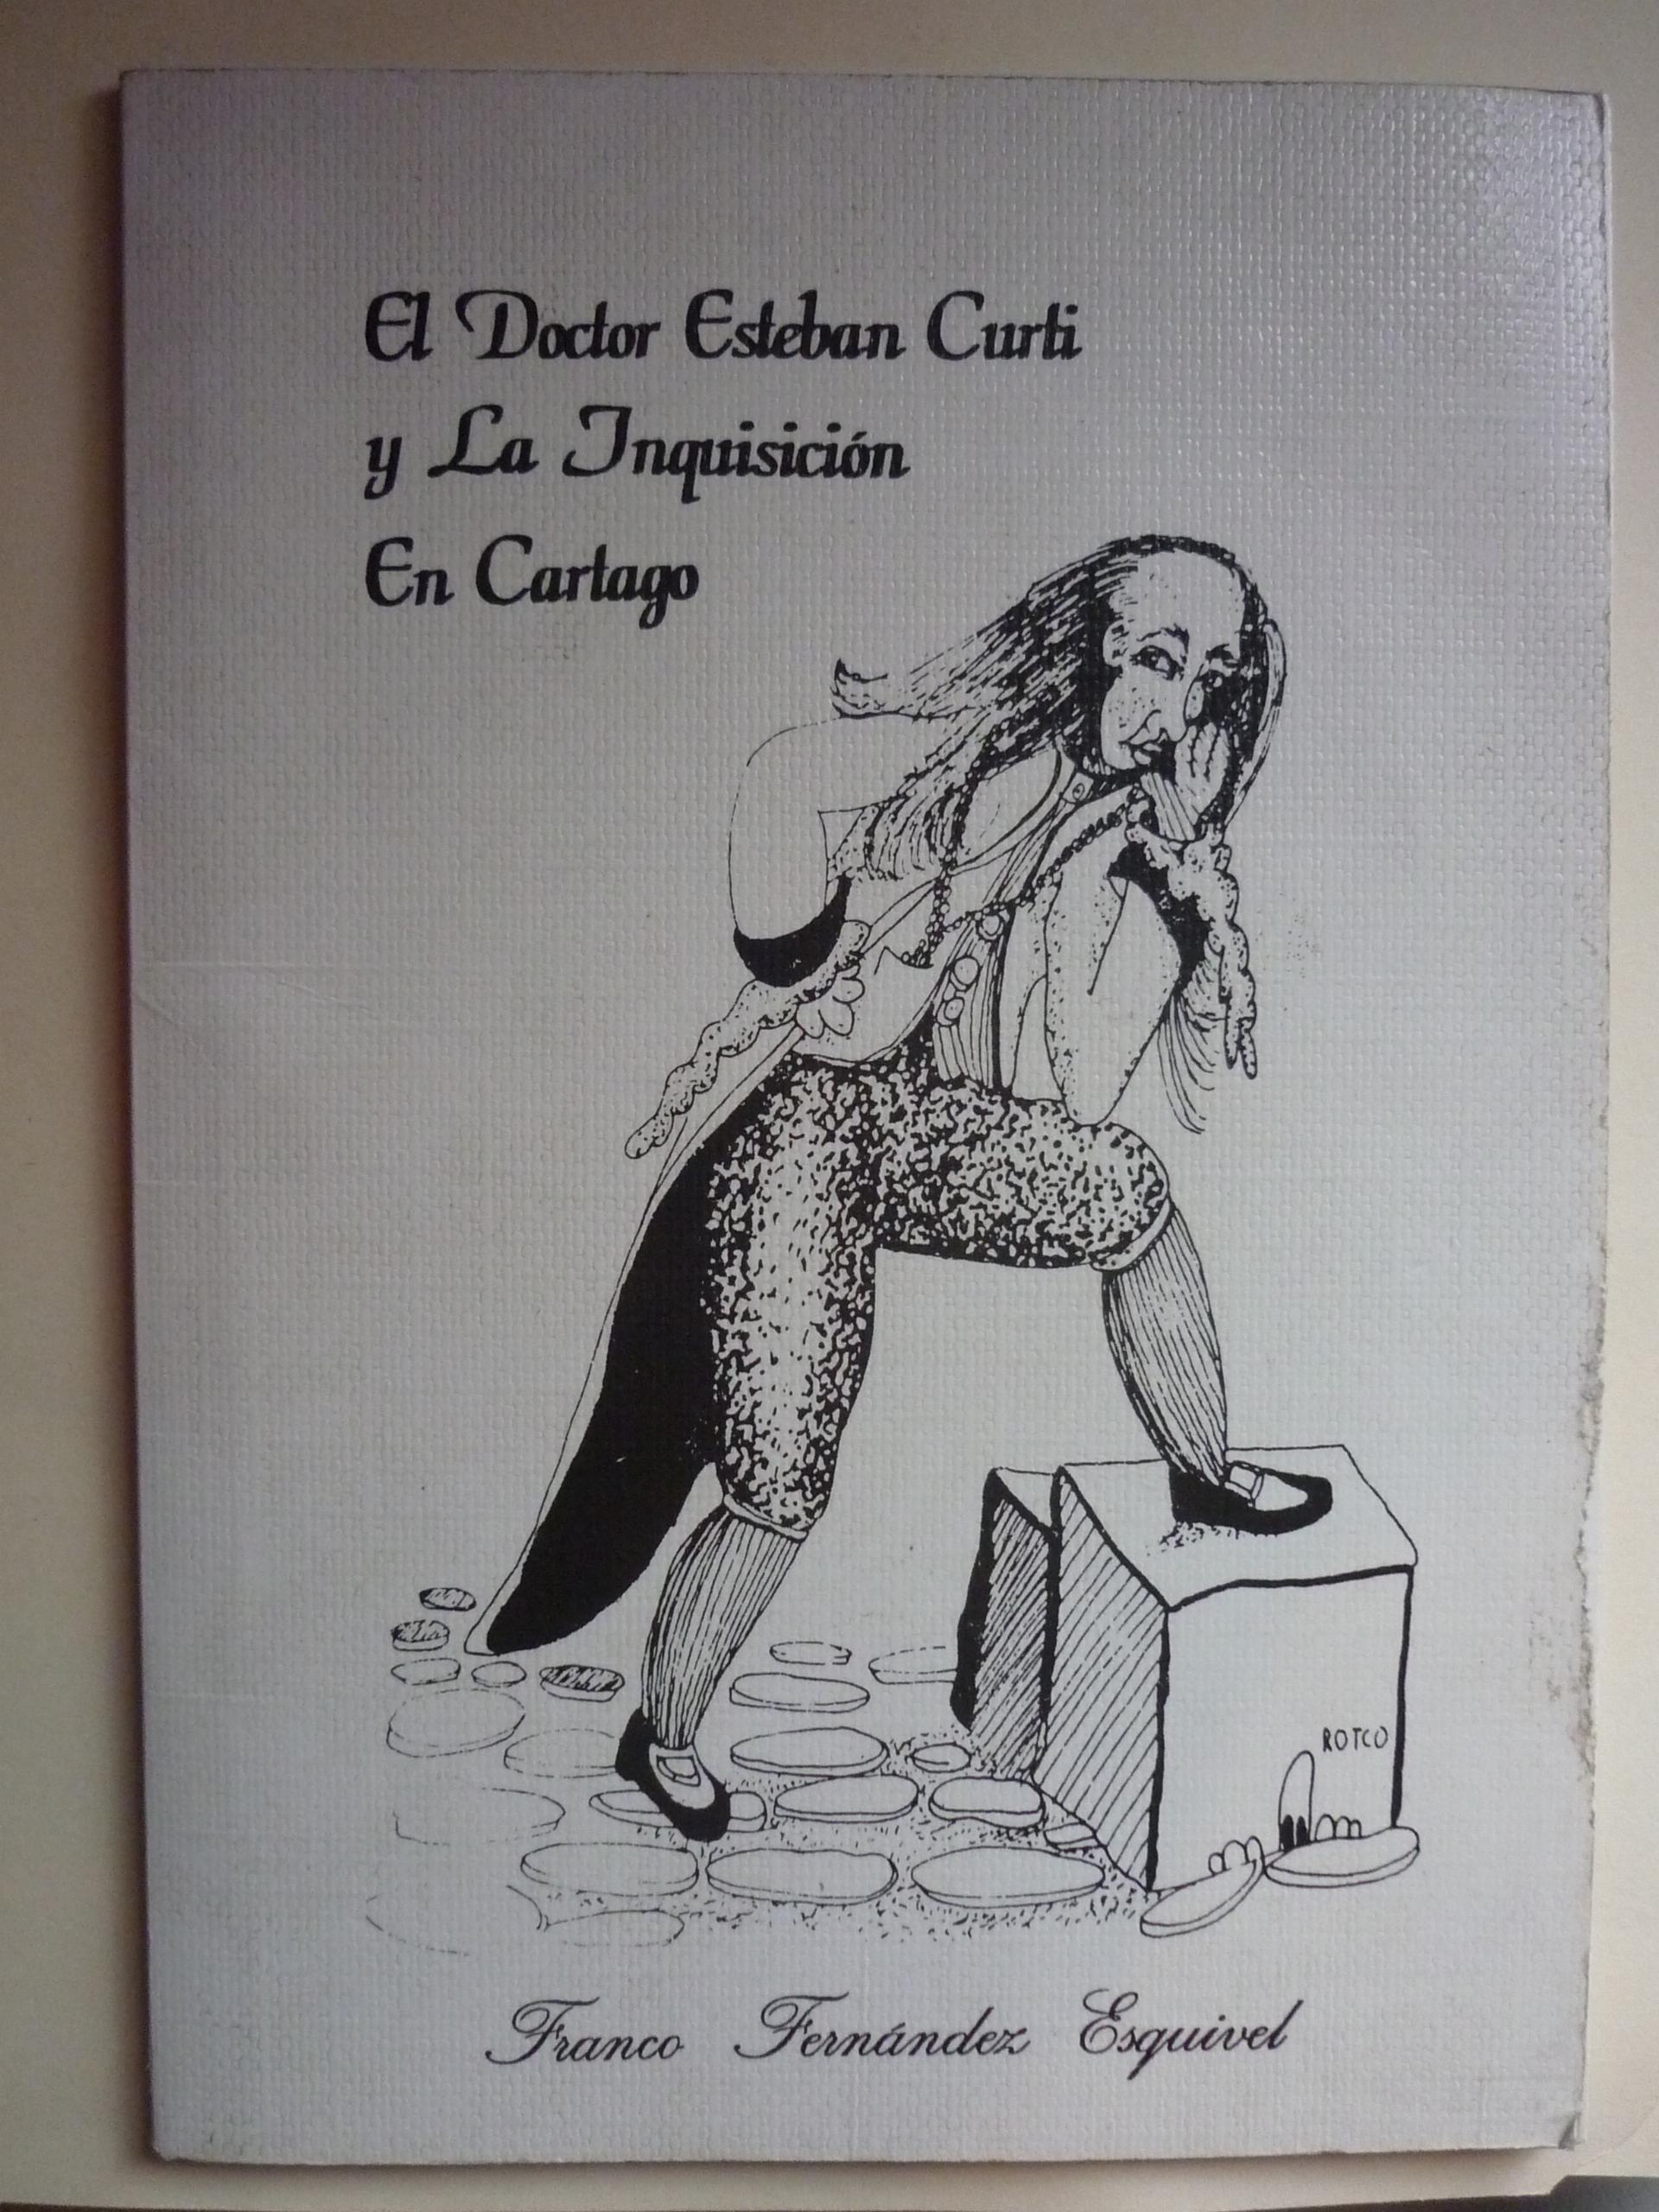 El Doctor Esteban Curti
y La Inquisición
En Cartago
ROTCO
Franco Fernández Esquivel